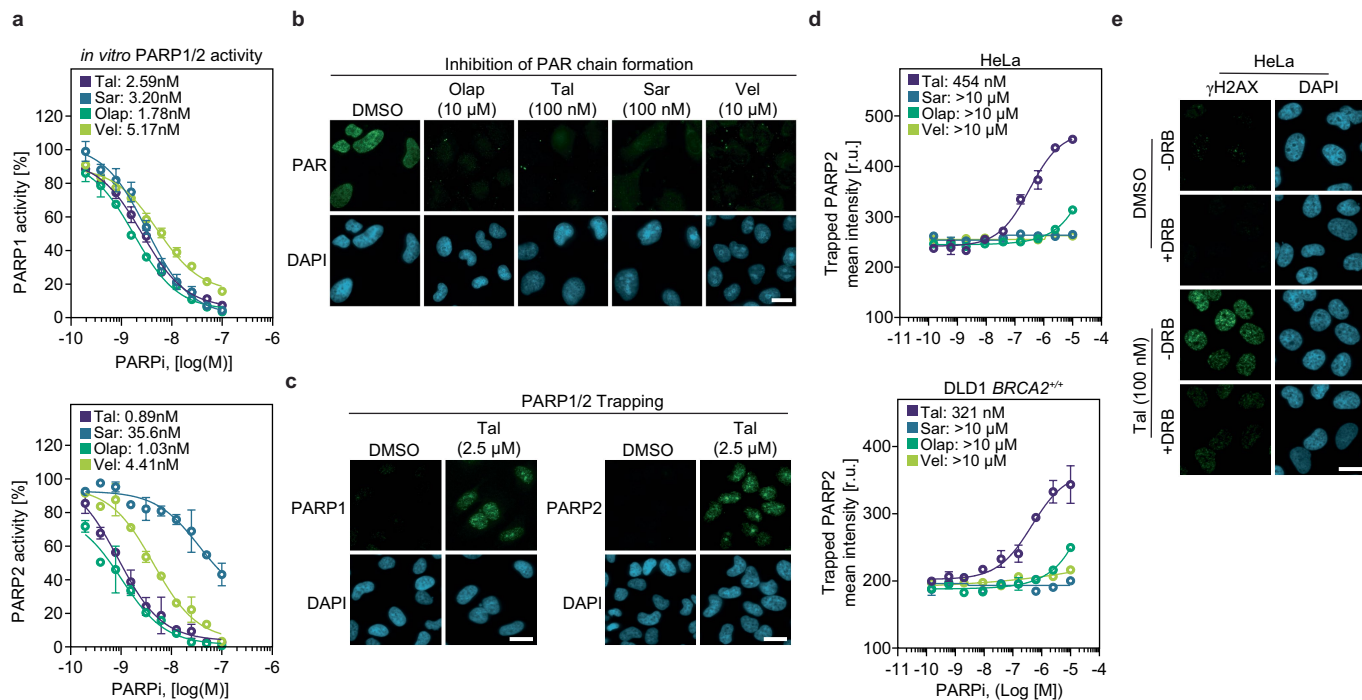 a
in vitro PARP1/2 activity
Tal: 2.59nM
Sar: 3.20nM
Olap: 1.78nM
Vel: 5.17nM
PARP1 activity [%]
120
100
80
60
40
20
0
-10
-9
-8
-7
-6
PARPi, [log(M)]
Tal: 0.89nM
Sar: 35.6nM
Olap: 1.03nM
Vel: 4.41nM
PARP2 activity [%]
120
100
80
60
40
20
0
-10
-9
-8
-7
-6
PARPi, [log(M)]
b
Inhibition of PAR chain formation
DMSO
Olap
(10 µM)
Tal
(100 nM)
Sar
(100 nM)
Vel
(10 µM)
PAR
DAPI
c
PARP1/2 Trapping
DMSO
Tal
(2.5 µM)
PARP1
DAPI
DMSO
Tal
(2.5 µM)
PARP2
DAPI
d
HeLa
Tal: 454 nM
Sar: >10 µM
Olap: >10 µM
Vel: >10 µM
Trapped PARP2
mean intensity [r.u.]
500
400
300
200
100
-11
-10
-9
-8
-7
-6
-5
-4
DLD1 BRCA2+/+
Tal: 321 nM
Sar: >10 µM
Olap: >10 µM
Vel: >10 µM
Trapped PARP2
mean intensity [r.u.]
400
300
200
100
-11
-10
-9
-8
-7
-6
-5
-4
PARPi, (Log [M])
e
HeLa
γH2AX
DAPI
DMSO
-DRB
+DRB
Tal (100 nM)
-DRB
+DRB